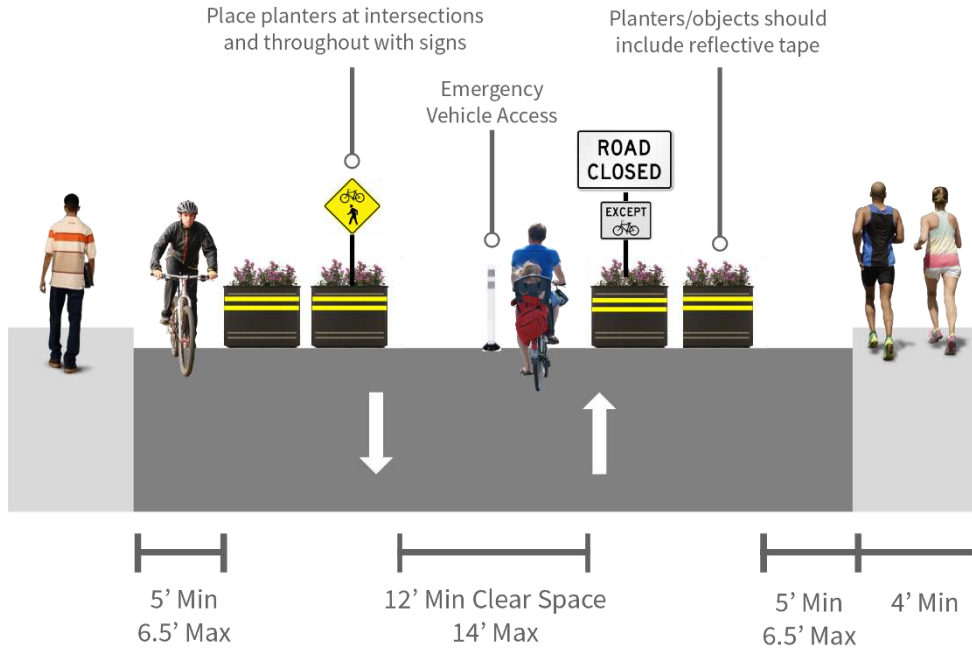 Place planters at intersections
and throughout with signs
Planters/objects should
include reflective tape
Emergency
Vehicle Access
ROAD
CLOSED
EXCEPT
5’ Min
6.5’ Max
12’ Min Clear Space
14’ Max
5’ Min
6.5’ Max
4’ Min